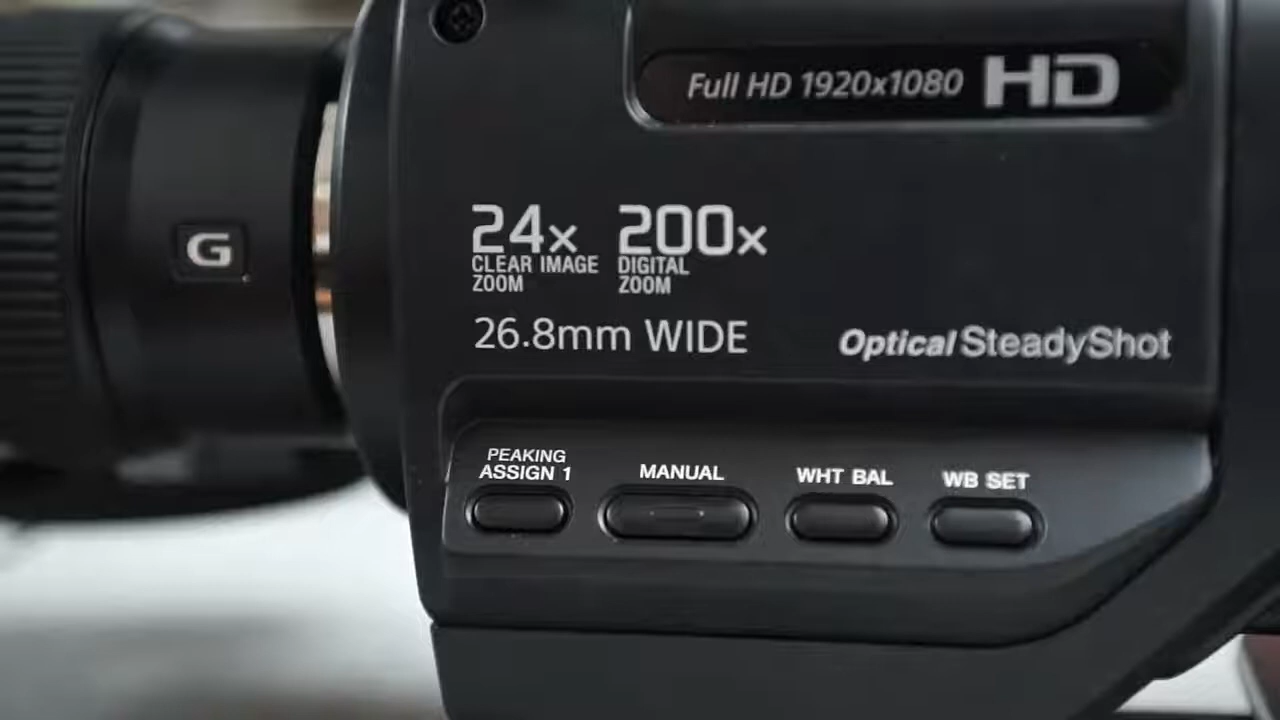 Full HD 1920x1080 HD
G
24x 200x
CLEAR IMAGE ZOOM DIGITAL ZOOM
26.8mm WIDE
Optical SteadyShot
PEAKING
ASSIGN 1 MANUAL WHT BAL WB SET